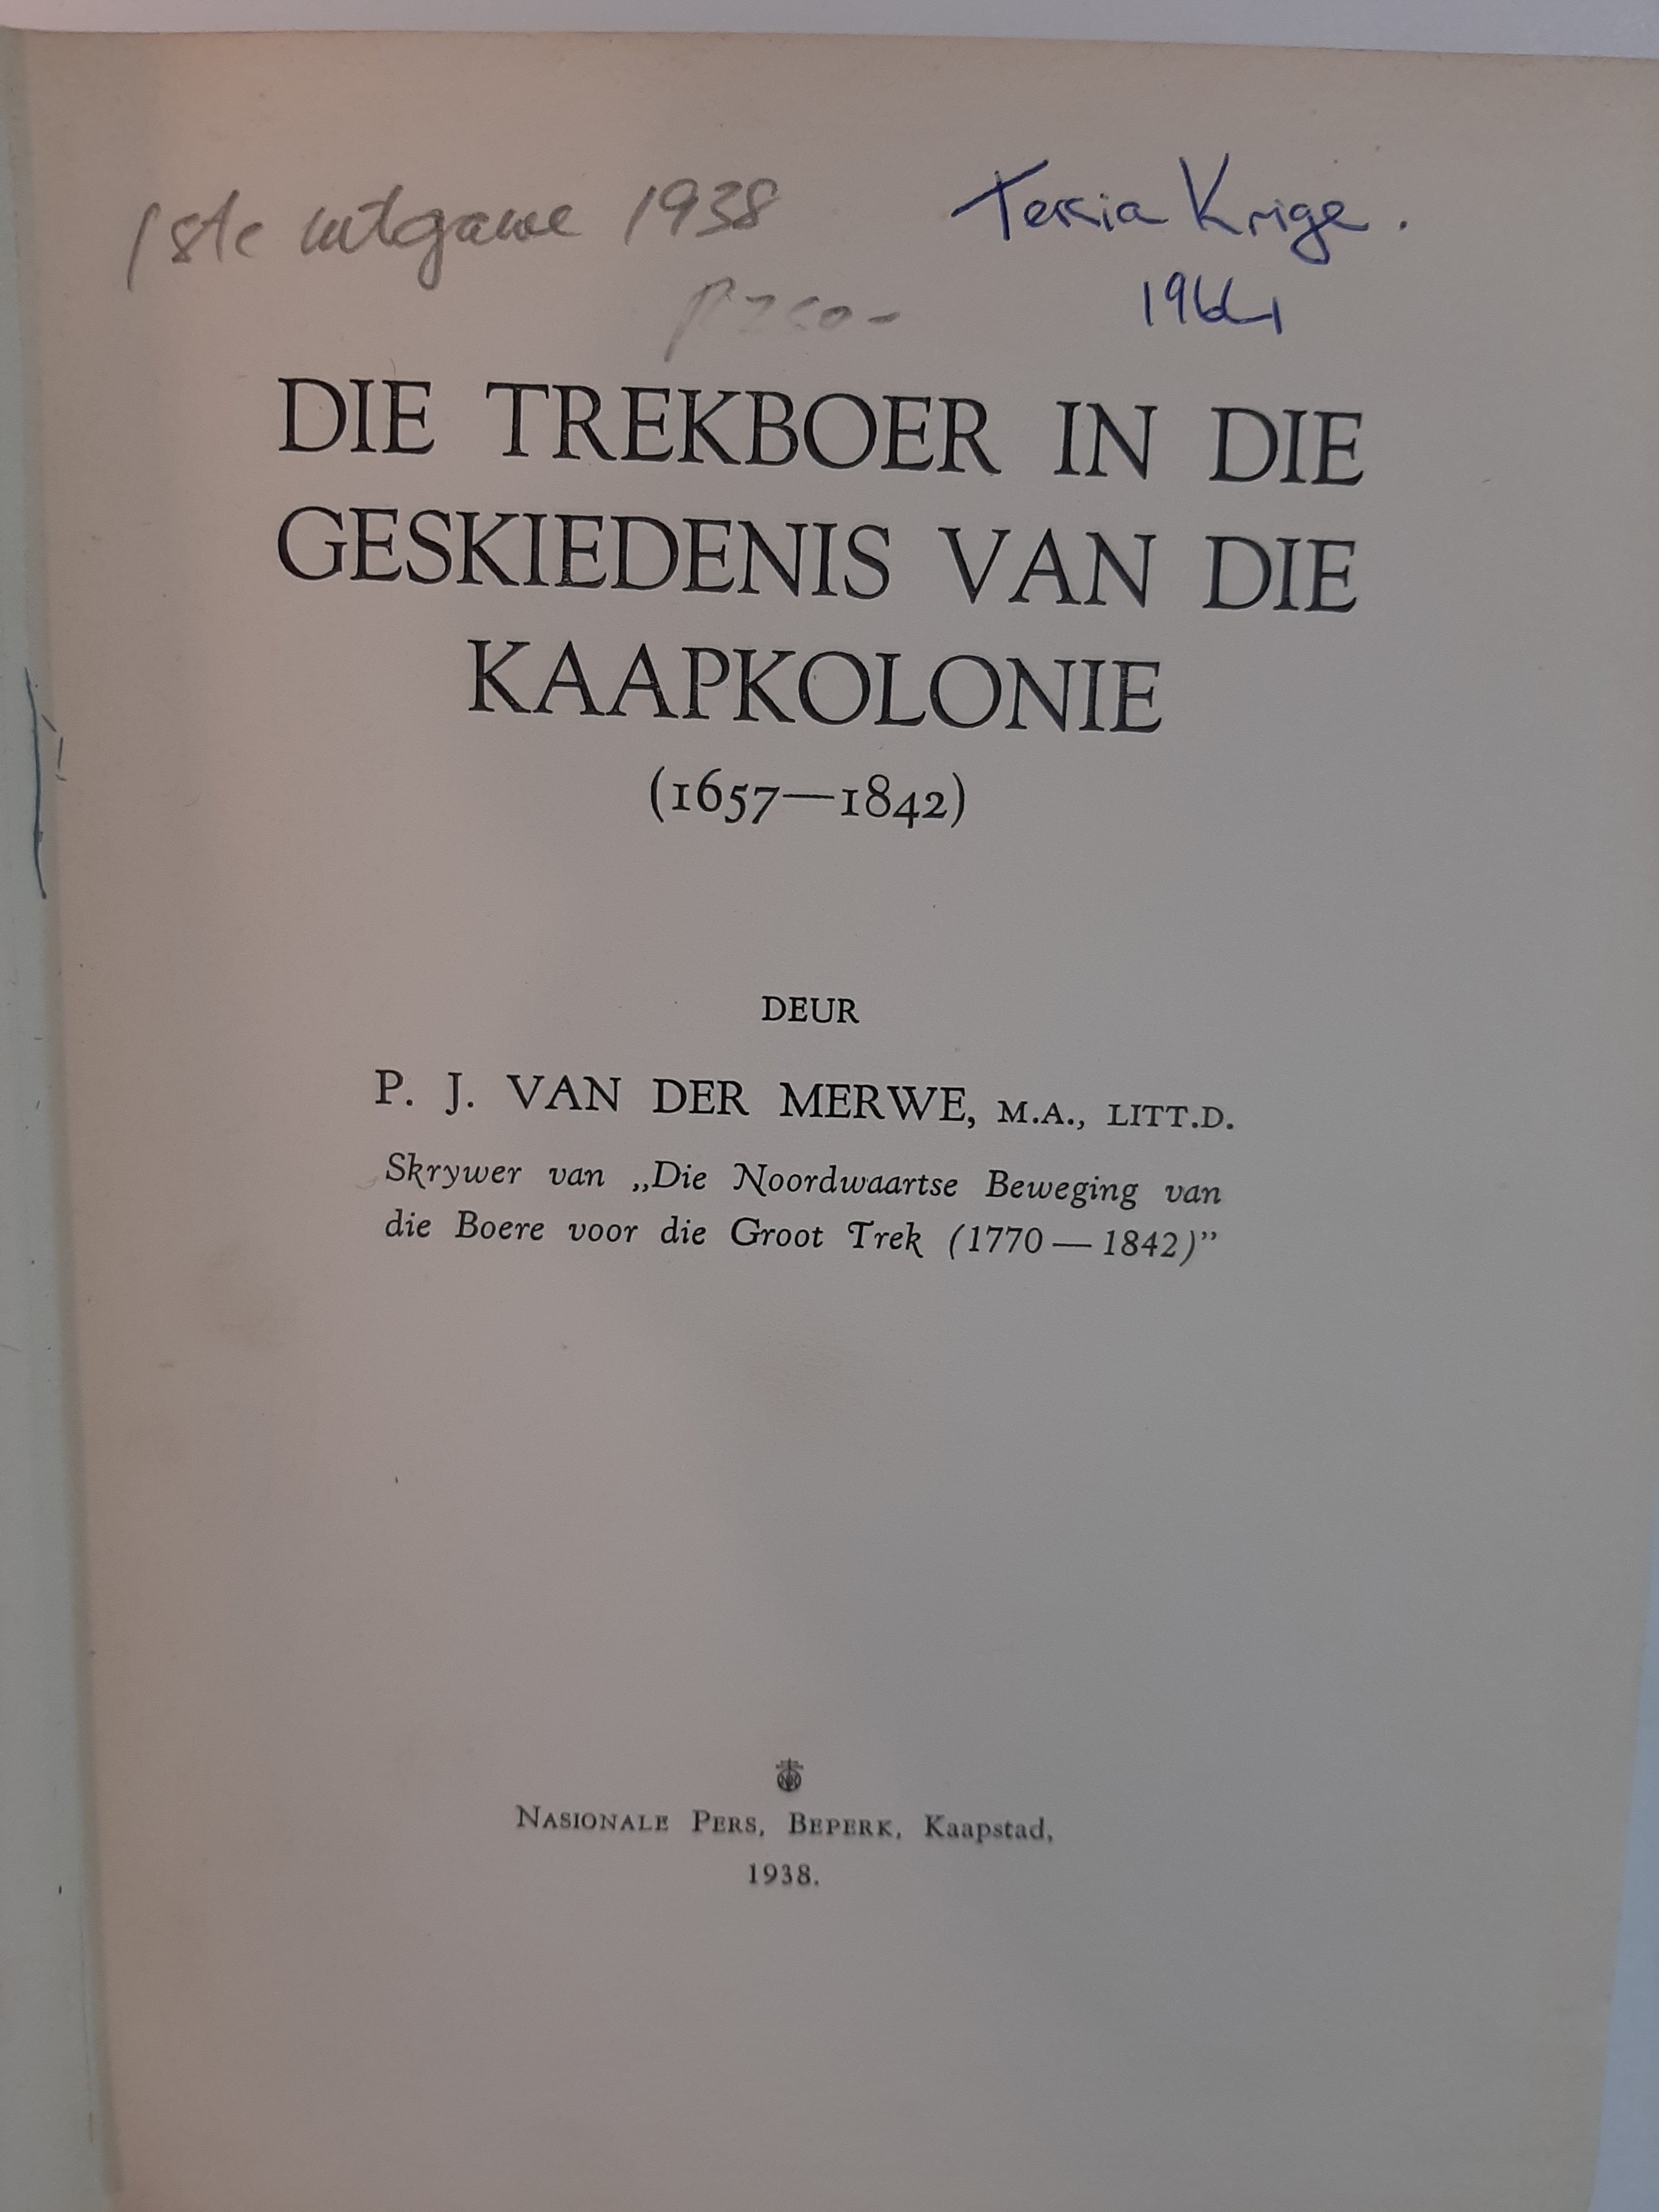 1ste uitgawe 1938
Tercia Krige.
1964
DIE TREKBOER IN DIE
GESKIEDENIS VAN DIE
KAAPKOLONIE
(1657—1842)
DEUR
P. J. VAN DER MERWE, M.A., LITT.D.
Skrywer van „Die Noordwaartse Beweging van
die Boere voor die Groot Trek (1770 — 1842)”
NASIONALE PERS, BEPERK, Kaapstad,
1938.